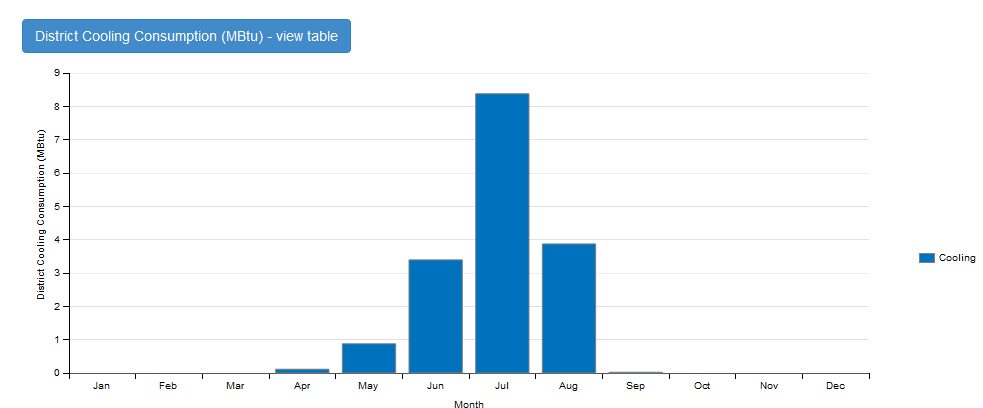 District Cooling Consumption (MBtu) - view table
District Cooling Consumption (MBtu)
9
8
7
6
5
4
3
2
1
0
Jan Feb Mar Apr May Jun Jul Aug Sep Oct Nov Dec
Month
Cooling